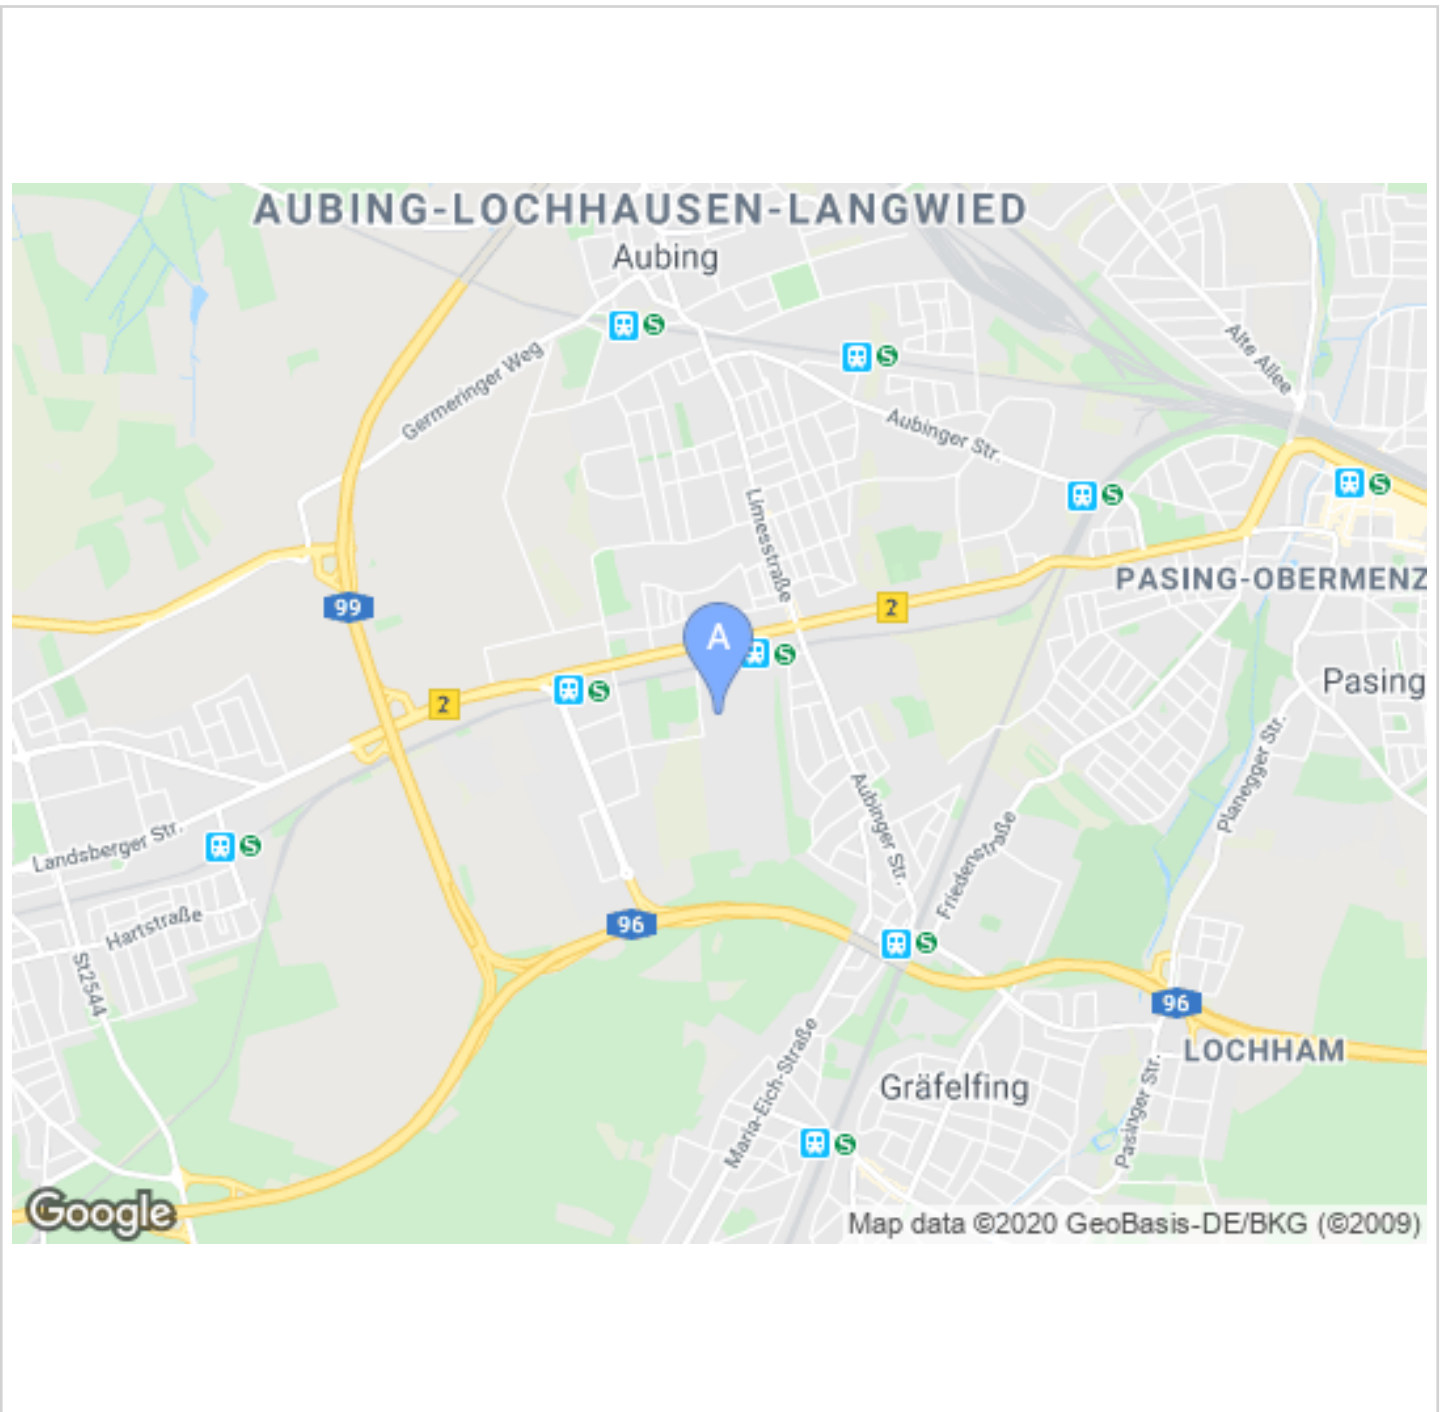 AUBING-LOCHHAUSEN-LANGWIED
Aubing
S
S
Alte Allee
Germeringer Weg
Aubinger Str.
S
S
Limesstraße
PASING-OBERMENZ
99
2
A
S
S
2
Pasing
Planegger Str.
Aubinger Str.
Friedenstraße
Landsberger Str.
S
Hartstraße
96
S
St2544
96
LOCHHAM
Maria-Eich-Straße
Gräfelfing
Pasinger Str.
S
Google
Map data ©2020 GeoBasis-DE/BKG (©2009)